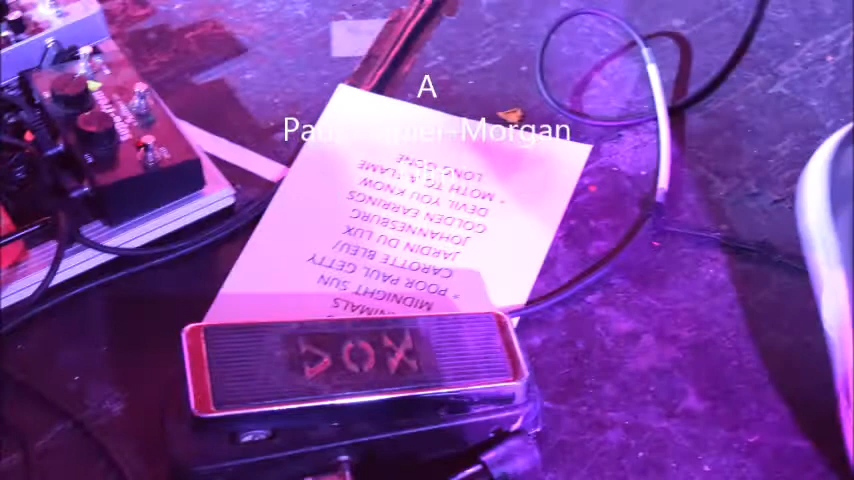 A
-Morgan
ANIMALS
MIDNIGHT SUN
* POOR PAUL GETTY
CAROTTE BLEU/
JARDIN DU LUX
JOHANNESBURG
GOLDEN EARRINGS
DEVIL YOU KNOW
* MOTH TO A FLAME
LONG GONE
VOX